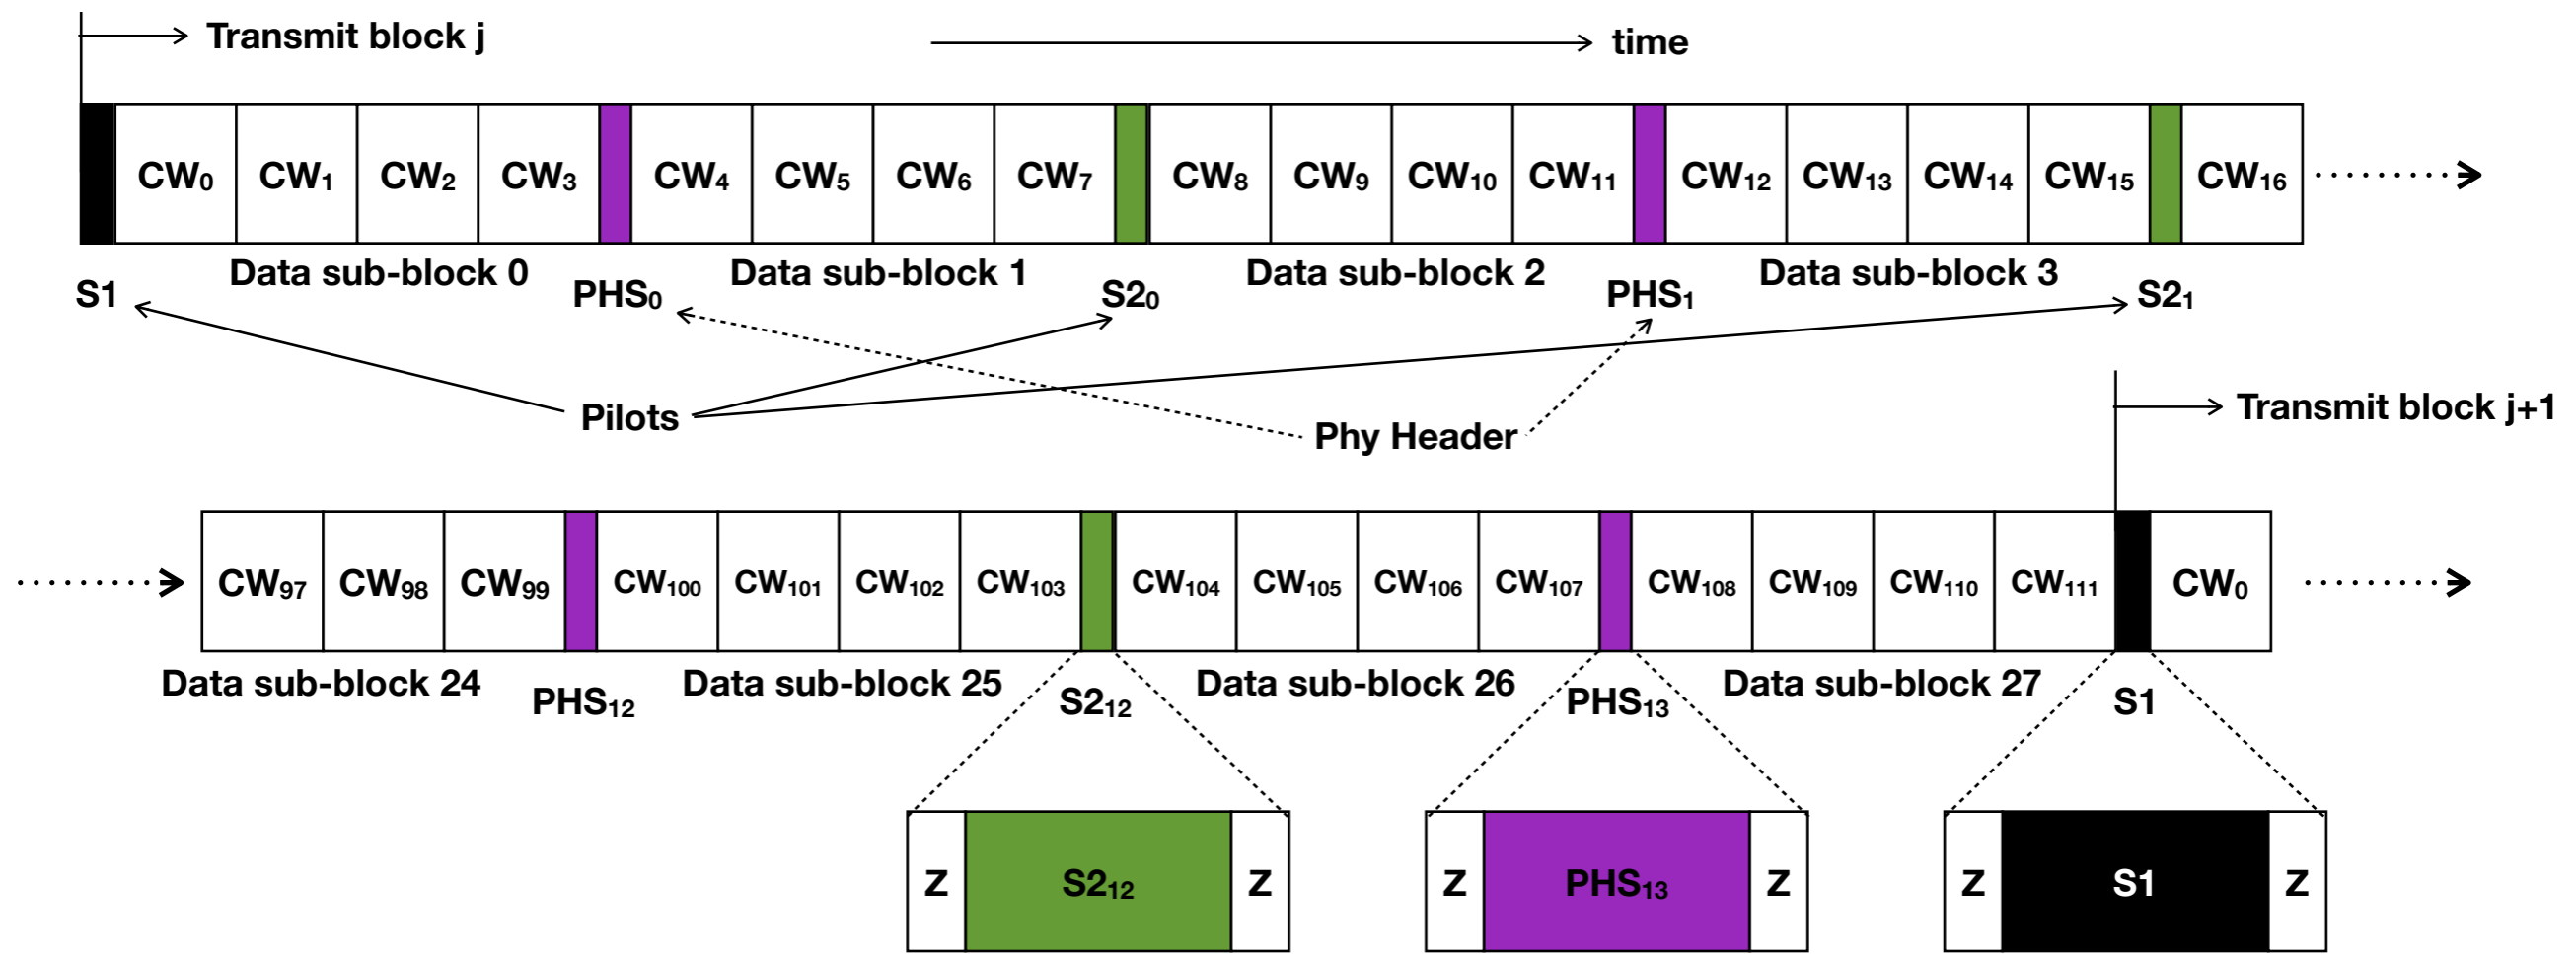 Transmit block j
time
CW₀ CW₁ CW₂ CW₃ CW₄ CW₅ CW₆ CW₇ CW₈ CW₉ CW₁₀ CW₁₁ CW₁₂ CW₁₃ CW₁₄ CW₁₅ CW₁₆
Data sub-block 0 Data sub-block 1 Data sub-block 2 Data sub-block 3
S1 PHS₀ S2₀ PHS₁ S2₁
Pilots
Phy Header
Transmit block j+1
CW₉₇ CW₉₈ CW₉₉ CW₁₀₀ CW₁₀₁ CW₁₀₂ CW₁₀₃ CW₁₀₄ CW₁₀₅ CW₁₀₆ CW₁₀₇ CW₁₀₈ CW₁₀₉ CW₁₁₀ CW₁₁₁ CW₀
Data sub-block 24 Data sub-block 25 Data sub-block 26 Data sub-block 27
PHS₁₂ S2₁₂ PHS₁₃ S1
Z S2₁₂ Z Z PHS₁₃ Z Z S1 Z